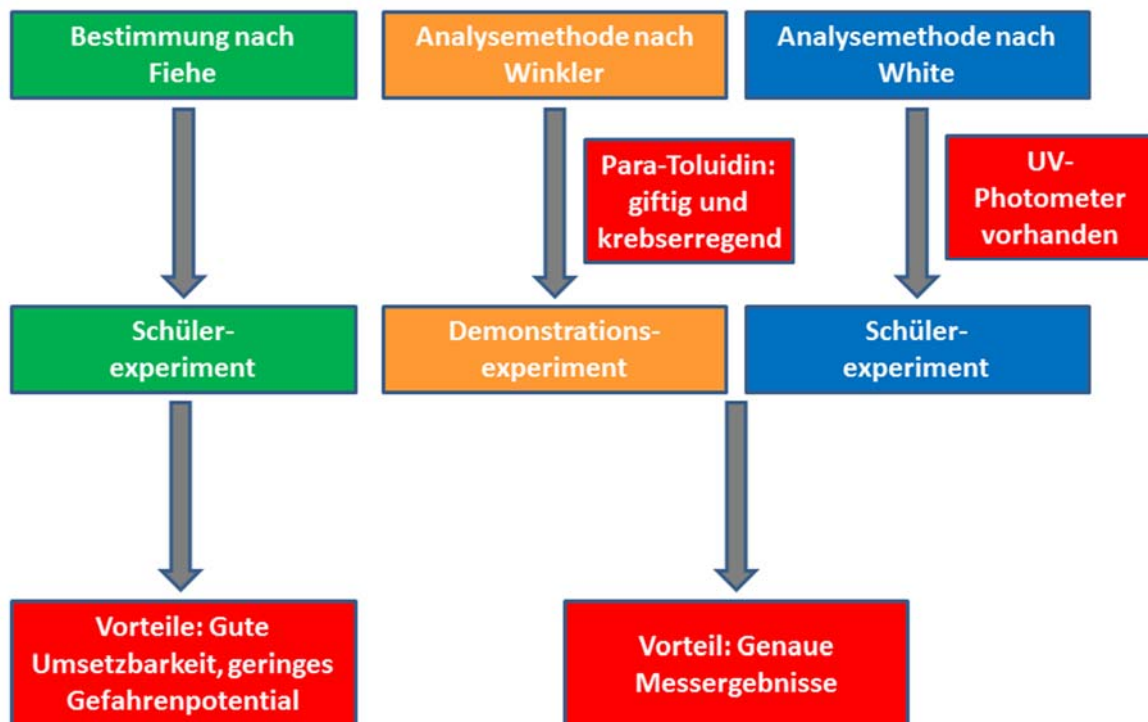 Bestimmung nach
Fiehe
Analysemethode nach
Winkler
Analysemethode nach
White
Para-Toluidin:
giftig und
krebserregend
UV-
Photometer
vorhanden
Schüler-
experiment
Demonstrations-
experiment
Schüler-
experiment
Vorteile: Gute
Umsetzbarkeit, geringes
Gefahrenpotential
Vorteil: Genaue
Messergebnisse